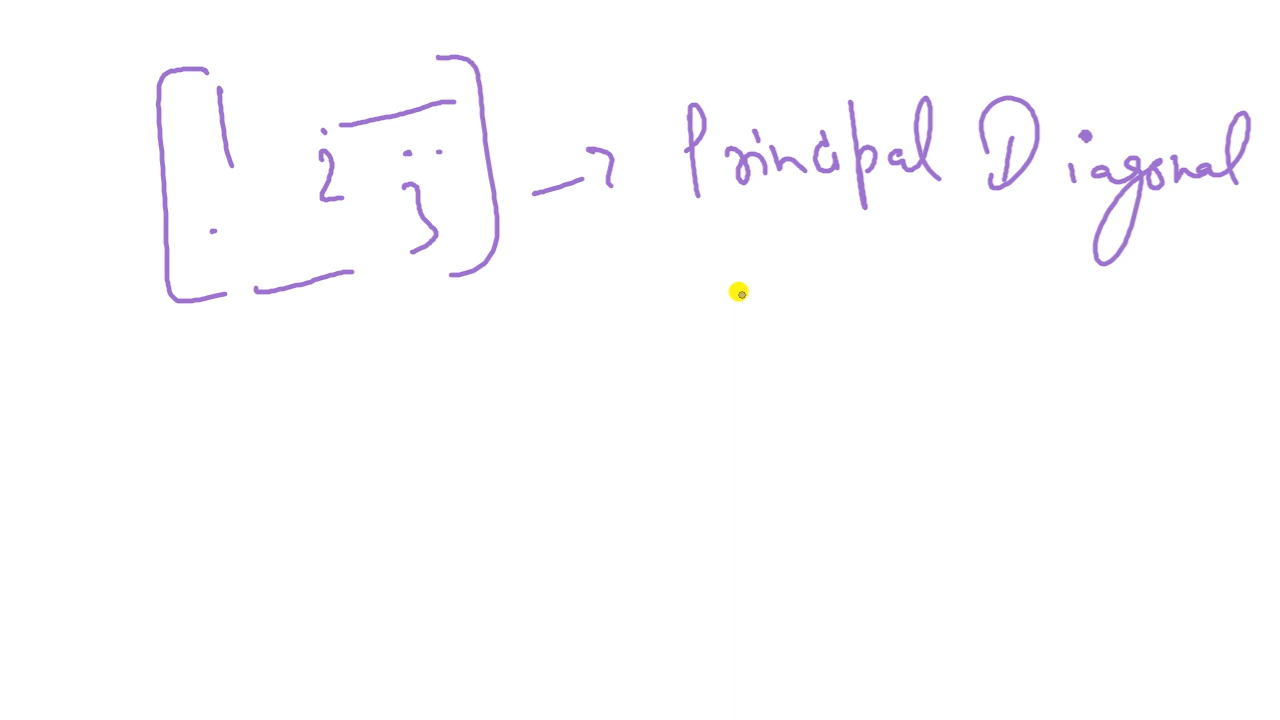 [ 1 2 3 ] → Principal Diagonal